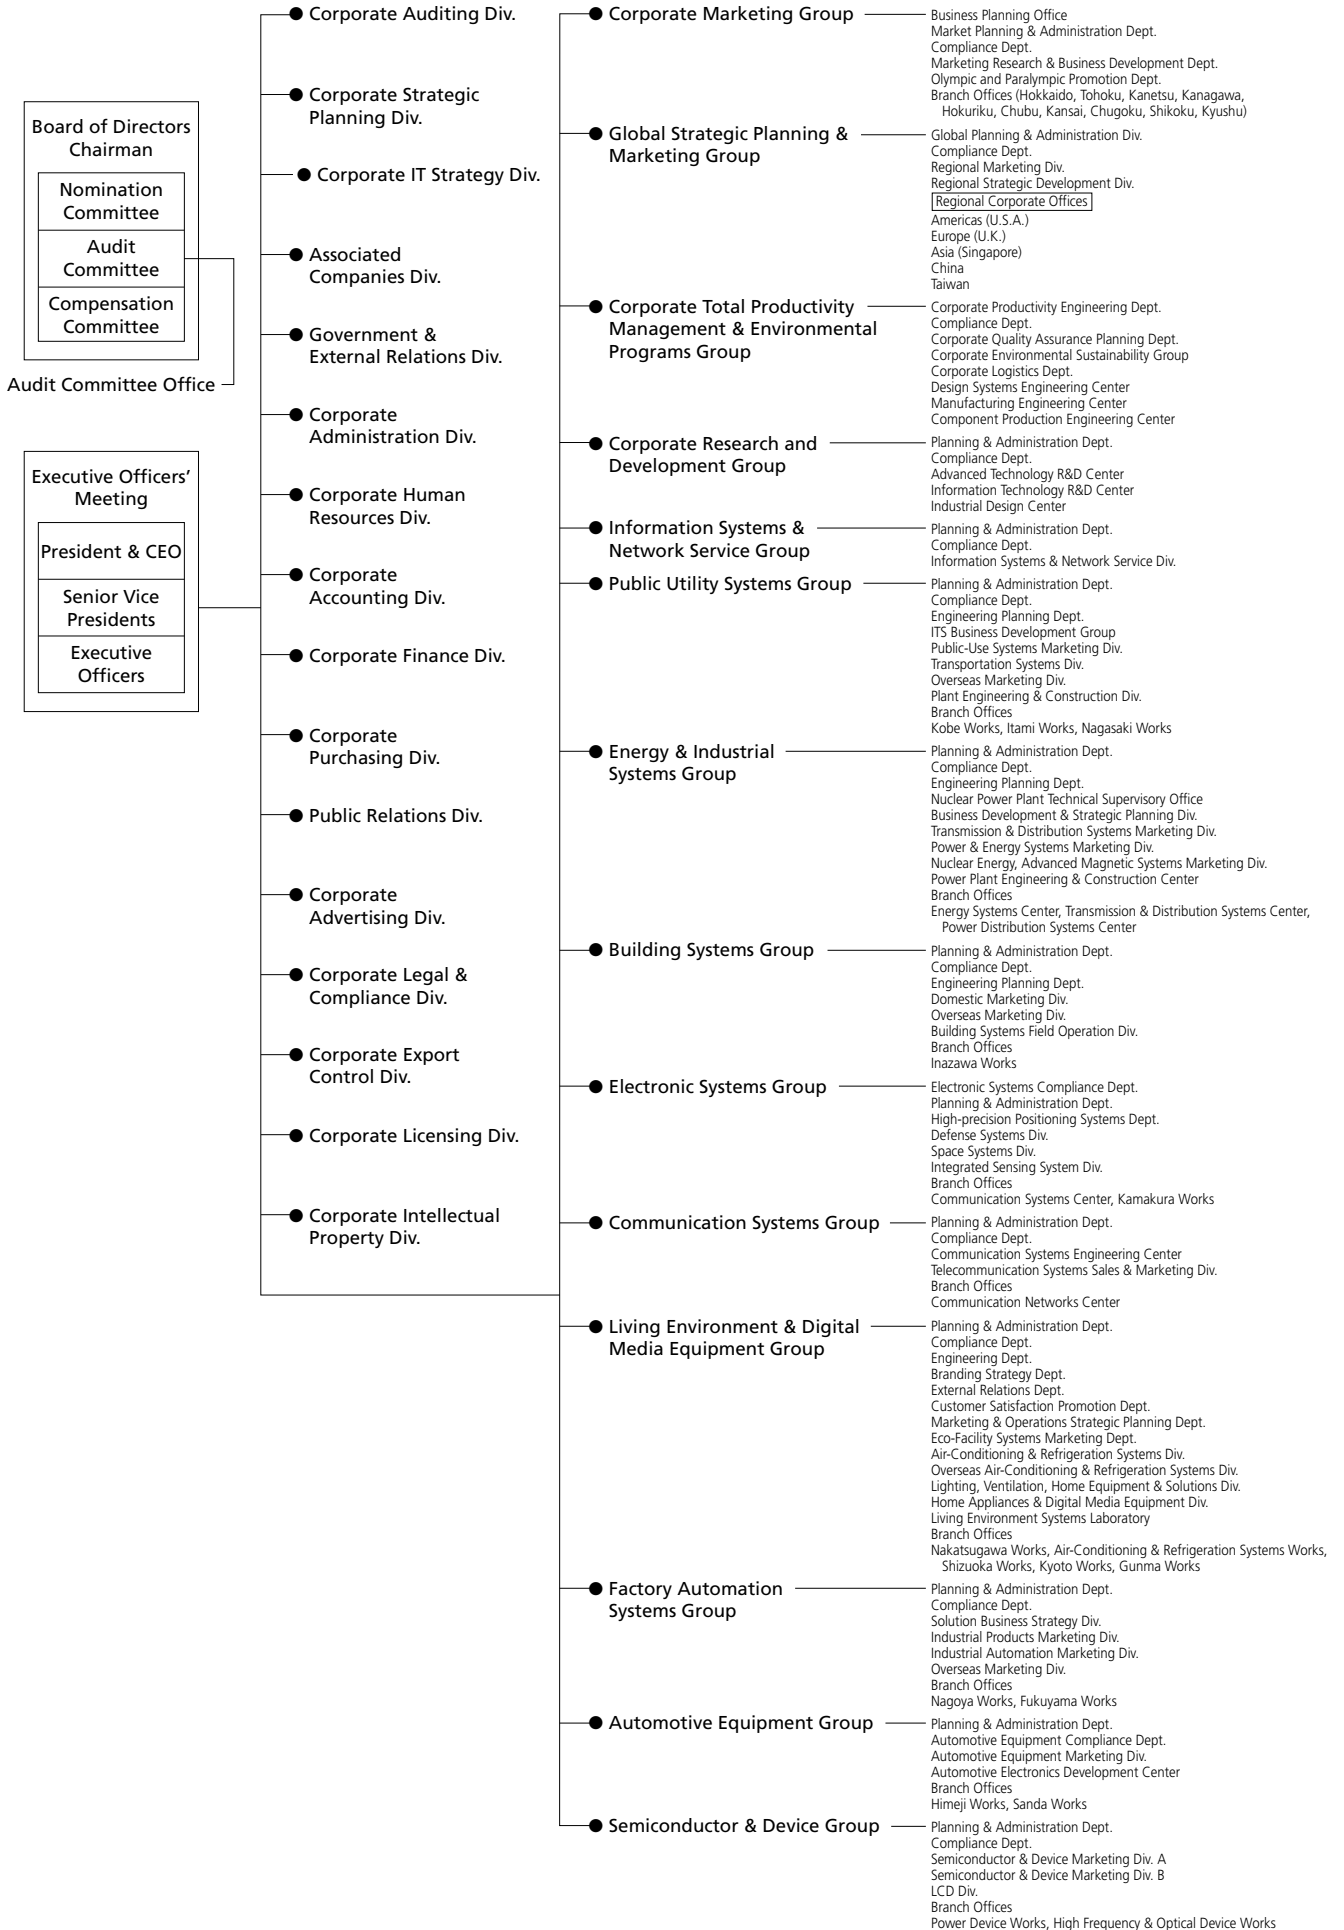 Board of Directors
Chairman
Nomination
Committee
Audit
Committee
Compensation
Committee
Audit Committee Office
Executive Officers’
Meeting
President & CEO
Senior Vice
Presidents
Executive
Officers
Corporate Auditing Div.
Corporate Strategic
Planning Div.
Corporate IT Strategy Div.
Associated
Companies Div.
Government &
External Relations Div.
Corporate
Administration Div.
Corporate Human
Resources Div.
Corporate
Accounting Div.
Corporate Finance Div.
Corporate
Purchasing Div.
Public Relations Div.
Corporate
Advertising Div.
Corporate Legal &
Compliance Div.
Corporate Export
Control Div.
Corporate Licensing Div.
Corporate Intellectual
Property Div.
Corporate Marketing Group
Business Planning Office
Market Planning & Administration Dept.
Compliance Dept.
Marketing Research & Business Development Dept.
Olympic and Paralympic Promotion Dept.
Branch Offices (Hokkaido, Tohoku, Kanetsu, Kanagawa,
Hokuriku, Chubu, Kansai, Chugoku, Shikoku, Kyushu)
Global Strategic Planning &
Marketing Group
Global Planning & Administration Div.
Compliance Dept.
Regional Marketing Div.
Regional Strategic Development Div.
Regional Corporate Offices
Americas (U.S.A.)
Europe (U.K.)
Asia (Singapore)
China
Taiwan
Corporate Total Productivity
Management & Environmental
Programs Group
Corporate Productivity Engineering Dept.
Compliance Dept.
Corporate Quality Assurance Planning Dept.
Corporate Environmental Sustainability Group
Corporate Logistics Dept.
Design Systems Engineering Center
Manufacturing Engineering Center
Component Production Engineering Center
Corporate Research and
Development Group
Planning & Administration Dept.
Compliance Dept.
Advanced Technology R&D Center
Information Technology R&D Center
Industrial Design Center
Information Systems &
Network Service Group
Planning & Administration Dept.
Compliance Dept.
Information Systems & Network Service Div.
Public Utility Systems Group
Planning & Administration Dept.
Compliance Dept.
Engineering Planning Dept.
ITS Business Development Group
Public-Use Systems Marketing Div.
Transportation Systems Div.
Overseas Marketing Div.
Plant Engineering & Construction Div.
Branch Offices
Kobe Works, Itami Works, Nagasaki Works
Energy & Industrial
Systems Group
Planning & Administration Dept.
Compliance Dept.
Engineering Planning Dept.
Nuclear Power Plant Technical Supervisory Office
Business Development & Strategic Planning Div.
Transmission & Distribution Systems Marketing Div.
Power & Energy Systems Marketing Div.
Nuclear Energy, Advanced Magnetic Systems Marketing Div.
Power Plant Engineering & Construction Center
Branch Offices
Energy Systems Center, Transmission & Distribution Systems Center,
Power Distribution Systems Center
Building Systems Group
Planning & Administration Dept.
Compliance Dept.
Engineering Planning Dept.
Domestic Marketing Div.
Overseas Marketing Div.
Building Systems Field Operation Div.
Branch Offices
Inazawa Works
Electronic Systems Group
Electronic Systems Compliance Dept.
Planning & Administration Dept.
High-precision Positioning Systems Dept.
Defense Systems Div.
Space Systems Div.
Integrated Sensing System Div.
Branch Offices
Communication Systems Center, Kamakura Works
Communication Systems Group
Planning & Administration Dept.
Compliance Dept.
Communication Systems Engineering Center
Telecommunication Systems Sales & Marketing Div.
Branch Offices
Communication Networks Center
Living Environment & Digital
Media Equipment Group
Planning & Administration Dept.
Compliance Dept.
Engineering Dept.
Branding Strategy Dept.
External Relations Dept.
Customer Satisfaction Promotion Dept.
Marketing & Operations Strategic Planning Dept.
Eco-Facility Systems Marketing Dept.
Air-Conditioning & Refrigeration Systems Div.
Overseas Air-Conditioning & Refrigeration Systems Div.
Lighting, Ventilation, Home Equipment & Solutions Div.
Home Appliances & Digital Media Equipment Div.
Living Environment Systems Laboratory
Branch Offices
Nakatsugawa Works, Air-Conditioning & Refrigeration Systems Works,
Shizuoka Works, Kyoto Works, Gunma Works
Factory Automation
Systems Group
Planning & Administration Dept.
Compliance Dept.
Solution Business Strategy Div.
Industrial Products Marketing Div.
Industrial Automation Marketing Div.
Overseas Marketing Div.
Branch Offices
Nagoya Works, Fukuyama Works
Automotive Equipment Group
Planning & Administration Dept.
Automotive Equipment Compliance Dept.
Automotive Equipment Marketing Div.
Automotive Electronics Development Center
Branch Offices
Himeji Works, Sanda Works
Semiconductor & Device Group
Planning & Administration Dept.
Compliance Dept.
Semiconductor & Device Marketing Div. A
Semiconductor & Device Marketing Div. B
LCD Div.
Branch Offices
Power Device Works, High Frequency & Optical Device Works